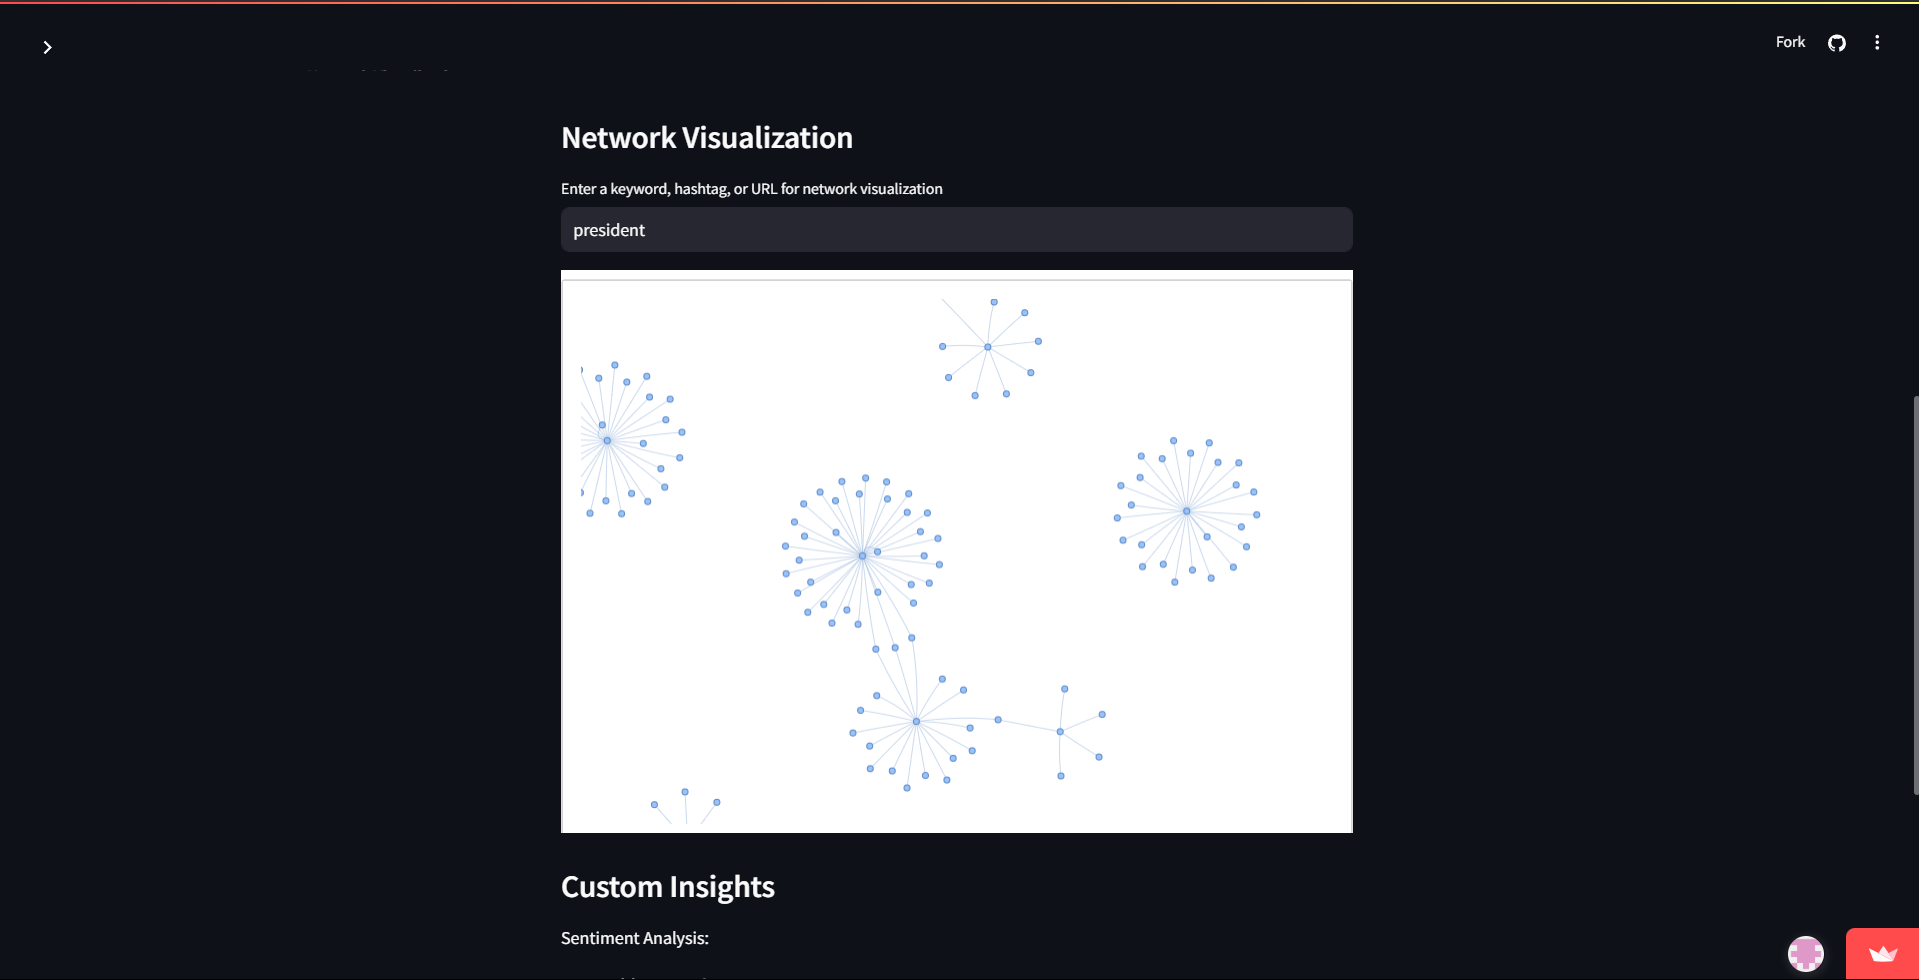 Fork
Network Visualization
Enter a keyword, hashtag, or URL for network visualization
president
Custom Insights
Sentiment Analysis: